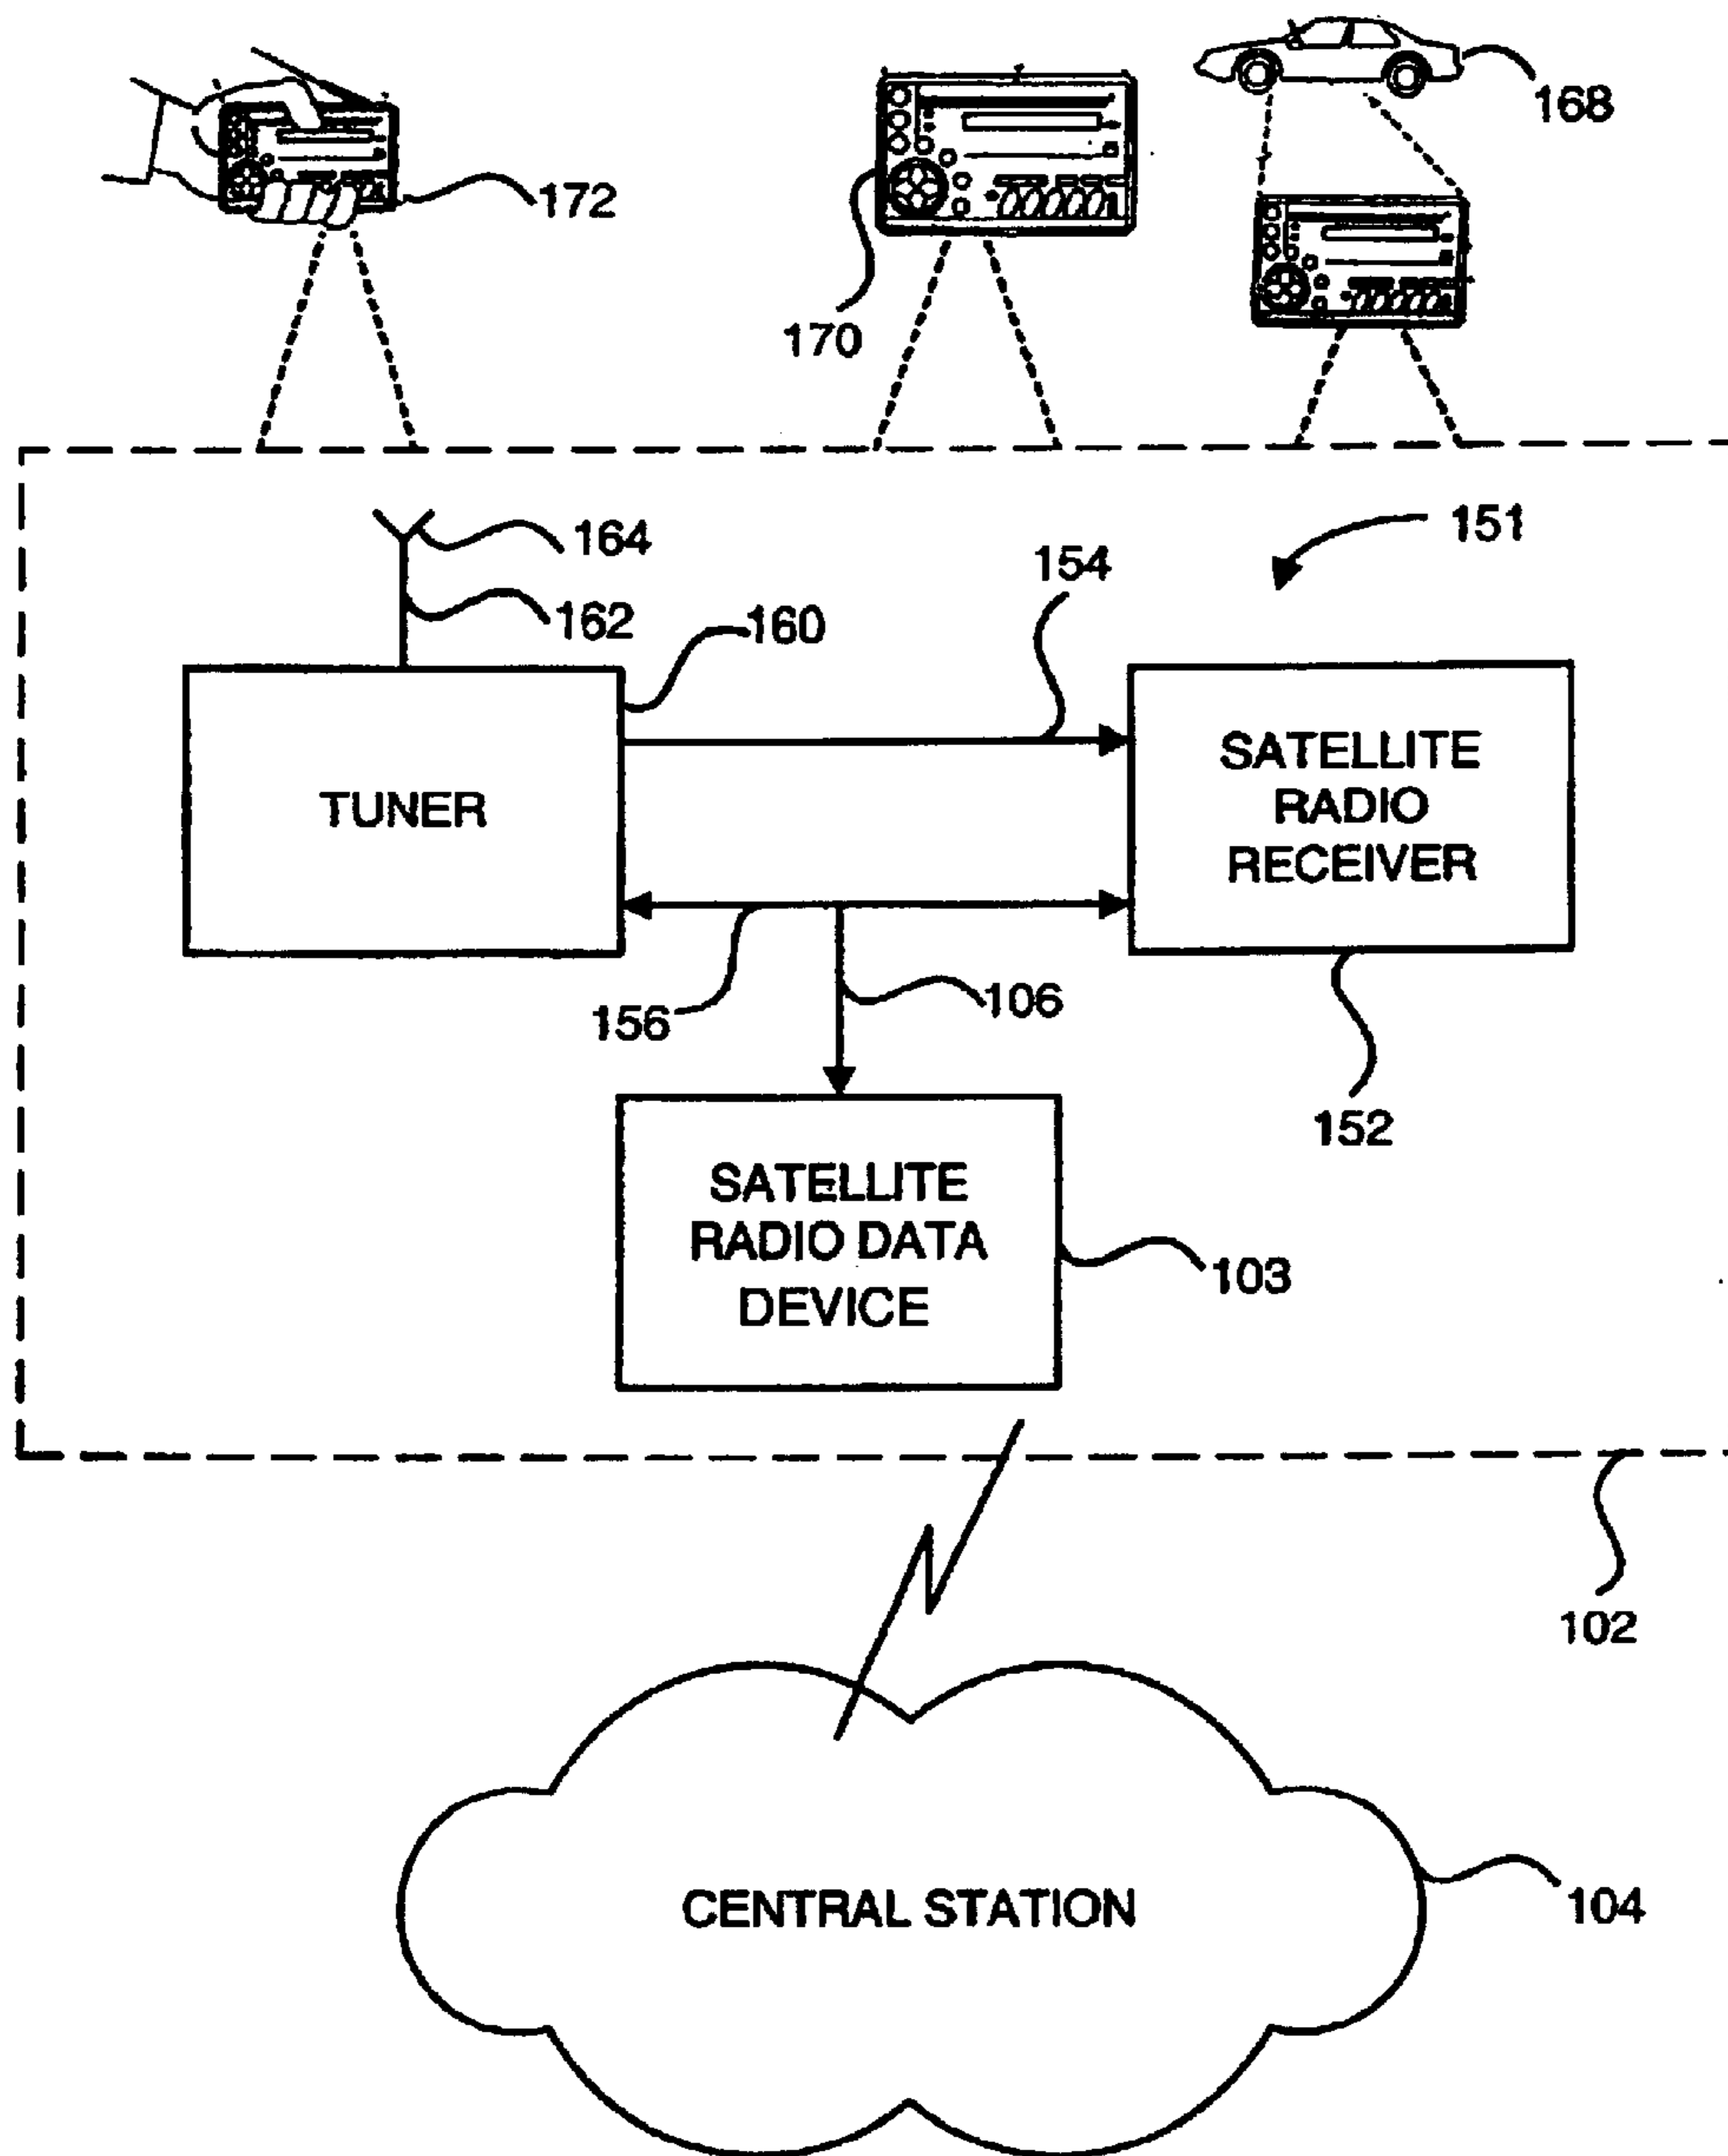 168
172
170
151
164
154
162
160
TUNER
SATELLITE
RADIO
RECEIVER
156
106
152
SATELLITE
RADIO DATA
DEVICE
103
102
CENTRAL STATION
104